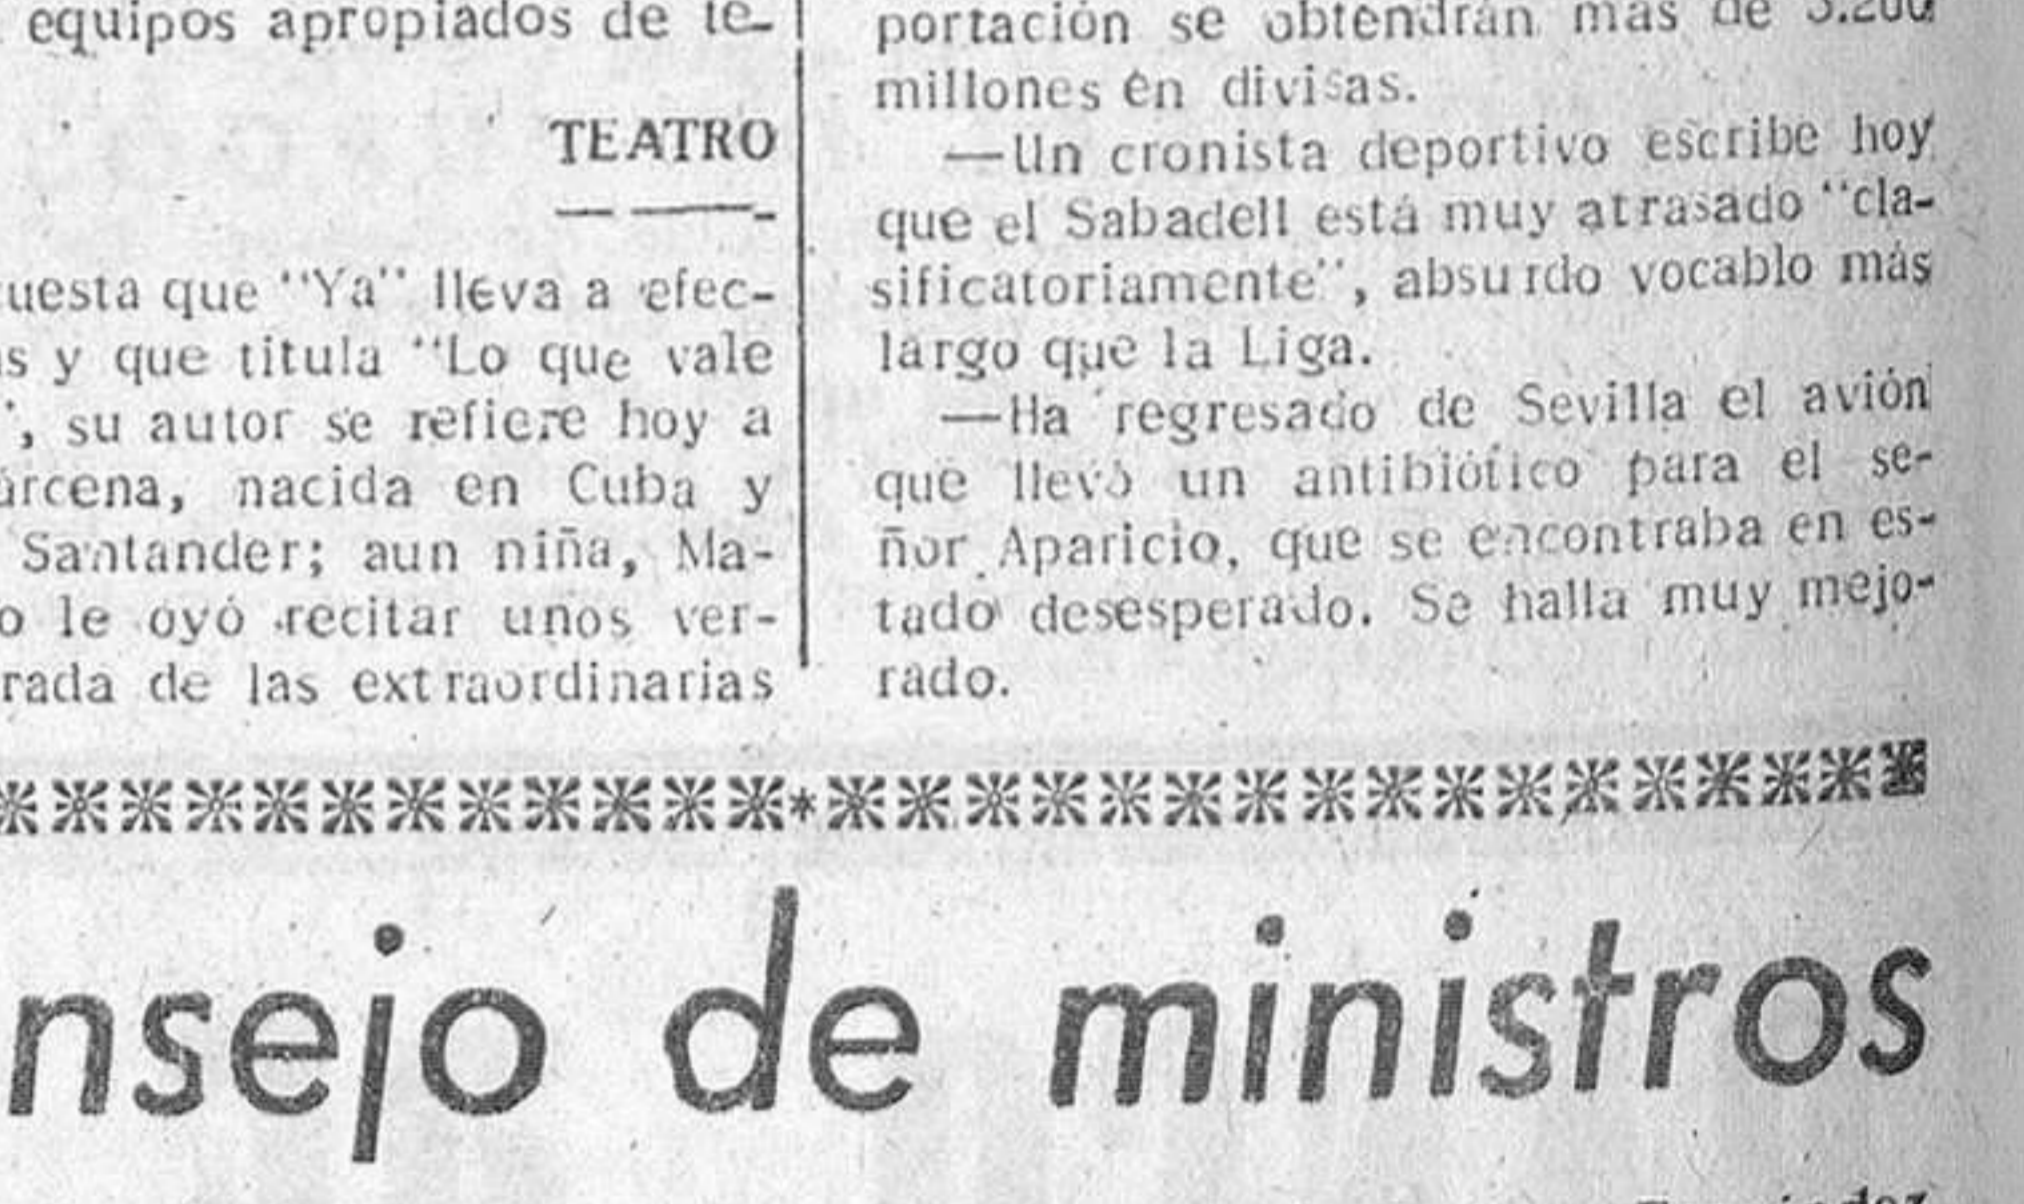 equipos apropiados de te-
TEATRO
uesta que "Ya" lleva a efec-
s y que titula "Lo que vale
", su autor se refiere hoy a
árcena, nacida en Cuba y
Santander; aun niña, Ma-
o le oyó recitar unos ver-
rada de las extraordinarias
portación se obtendrán más de
millones en divisas.
—Un cronista deportivo escribe hoy
que el Sabadell está muy atrasado "cla-
sificatoriamente", absurdo vocablo más
largo que la Liga.
—Ha regresado de Sevilla el avión
que llevó un antibiótico para el se-
ñor Aparicio, que se encontraba en es-
tado desesperado. Se halla muy mejo-
rado.
nsejo de ministros